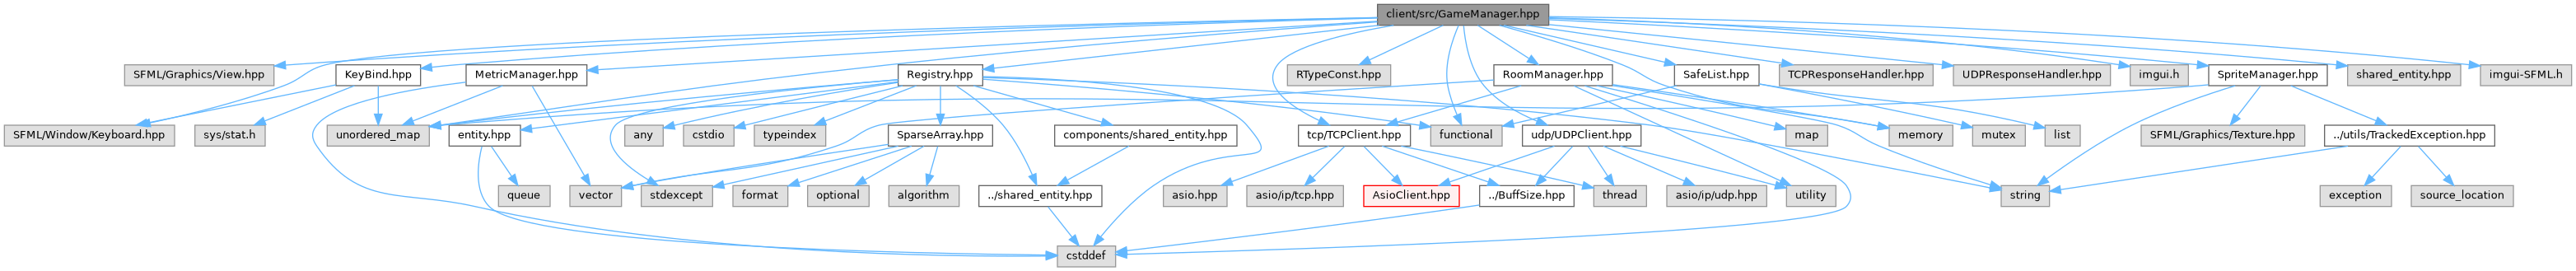 client/src/GameManager.hpp
SFML/Graphics/View.hpp
KeyBind.hpp
MetricManager.hpp
Registry.hpp
RTypeConst.hpp
RoomManager.hpp
SafeList.hpp
TCPResponseHandler.hpp
UDPResponseHandler.hpp
imgui.h
SpriteManager.hpp
shared_entity.hpp
imgui-SFML.h
SFML/Window/Keyboard.hpp
sys/stat.h
unordered_map
entity.hpp
any
cstdio
typeindex
SparseArray.hpp
components/shared_entity.hpp
tcp/TCPClient.hpp
functional
udp/UDPClient.hpp
map
memory
mutex
list
SFML/Graphics/Texture.hpp
../utils/TrackedException.hpp
queue
vector
stdexcept
format
optional
algorithm
../shared_entity.hpp
asio.hpp
asio/ip/tcp.hpp
AsioClient.hpp
../BuffSize.hpp
thread
asio/ip/udp.hpp
utility
string
exception
source_location
cstddef